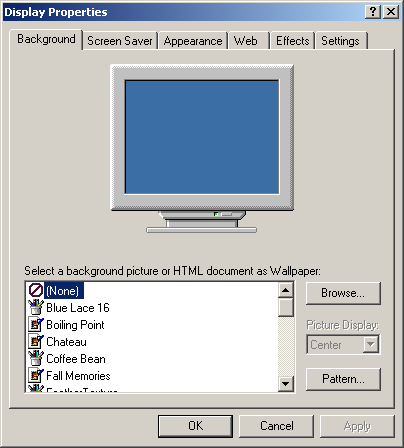 Display Properties
Background
Screen Saver
Appearance
Web
Effects
Settings
Select a background picture or HTML document as Wallpaper:
(None)
Blue Lace 16
Boiling Point
Chateau
Coffee Bean
Fall Memories
Browse...
Picture Display:
Center
Pattern...
OK
Cancel
Apply